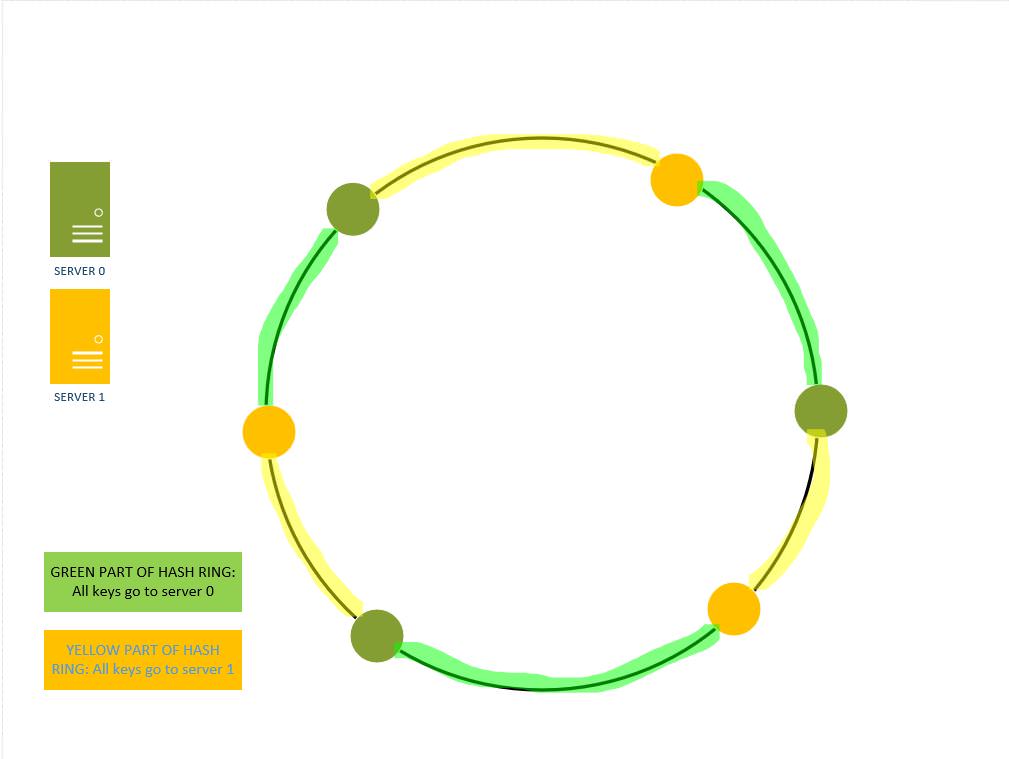 SERVER 0
SERVER 1
GREEN PART OF HASH RING:
All keys go to server 0
YELLOW PART OF HASH
RING: All keys go to server 1